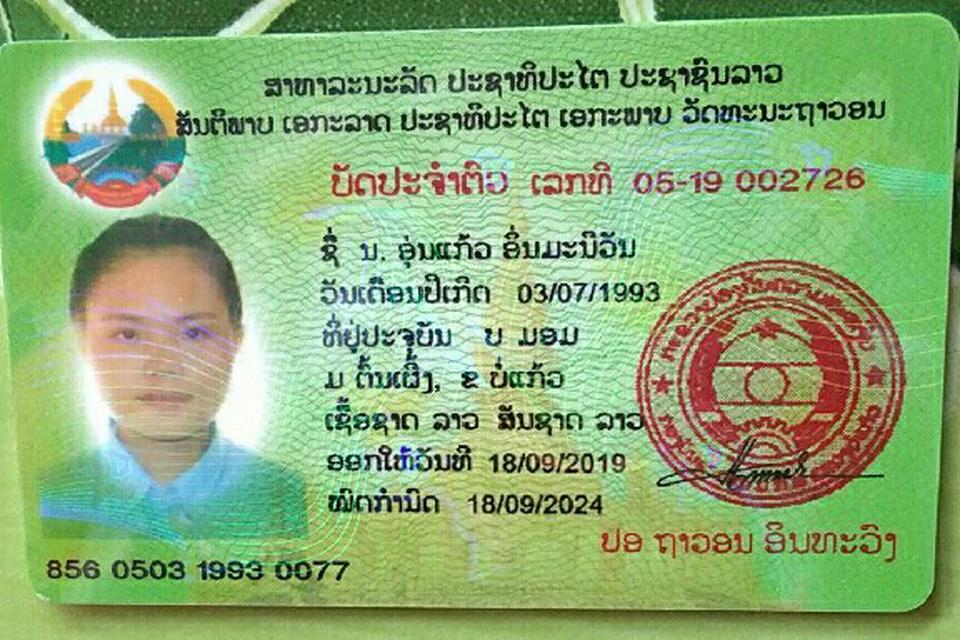 ສາທາລະນະລັດ ປະຊາທິປະໄຕ ປະຊາຊົນລາວ
ສັນຕິພາບ ເອກະລາດ ປະຊາທິປະໄຕ ເອກະພາບ ວັດທະນະຖາວອນ
ບັດປະຈຳຕົວ ເລກທີ 05-19 002726
ຊື່ ນ. ອຸ່ນແກ້ວ ອິ່ນມະນີວັນ
ວັນເດືອນປີເກີດ 03/07/1993
ທີ່ຢູ່ປະຈຸບັນ ບ ມອມ
ມ ຕົ້ນເຜິ້ງ, ຂ ບໍ່ແກ້ວ
ເຊື້ອຊາດ ລາວ ສັນຊາດ ລາວ
ອອກໃຫ້ວັນທີ 18/09/2019
ໝົດກຳນົດ 18/09/2024
ປອ ຖາວອນ ອິນທະວົງ
856 0503 1993 0077